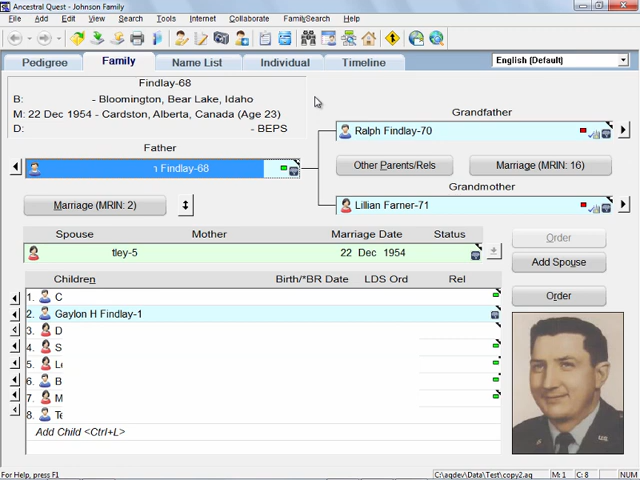 Ancestral Quest - Johnson Family
File Add Edit View Search Tools Internet Collaborate FamilySearch Help
Pedigree Family Name List Individual Timeline English (Default)
Findlay-68
B: - Bloomington, Bear Lake, Idaho
M: 22 Dec 1954 - Cardston, Alberta, Canada (Age 23)
D: - BEPS
Grandfather
Ralph Findlay-70
Father
Findlay-68
Other Parents/Rels Marriage (MRIN: 16)
Grandmother
Marriage (MRIN: 2)
Lillian Farner-71
Spouse Mother Marriage Date Status
Order
tley-5 22 Dec 1954
Add Spouse
Children Birth/*BR Date LDS Ord Rel
Order
1. C
2. Gaylon H Findlay-1
3. D
4. S
5. L
6. B
7. M
8. Te
Add Child <Ctrl+L>
For Help, press F1 C:\aqdev\Data\Test\copy2.aq M: 1 C: 8 NUM